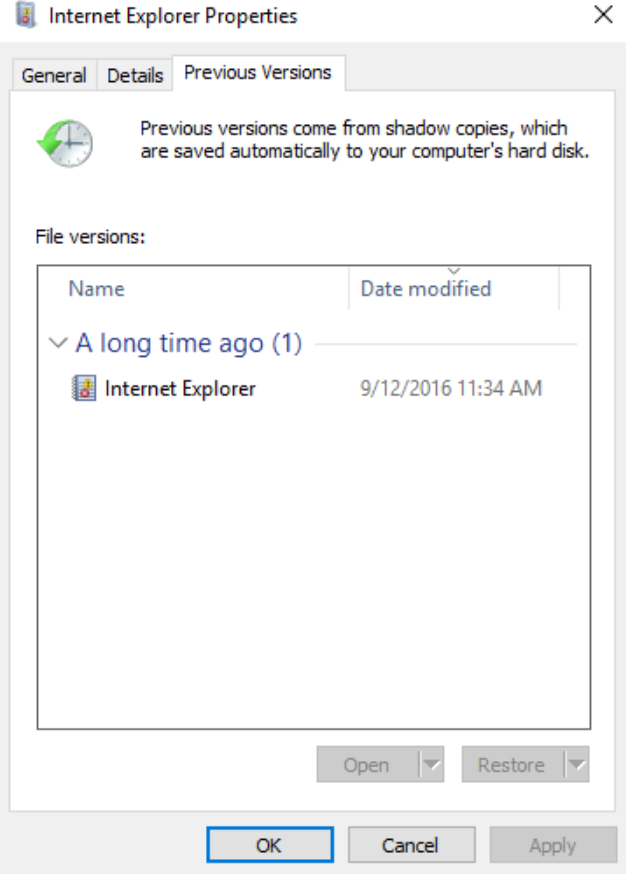 Internet Explorer Properties
General Details Previous Versions
Previous versions come from shadow copies, which
are saved automatically to your computer's hard disk.
File versions:
Name Date modified
A long time ago (1)
Internet Explorer 9/12/2016 11:34 AM
Open Restore
OK Cancel Apply